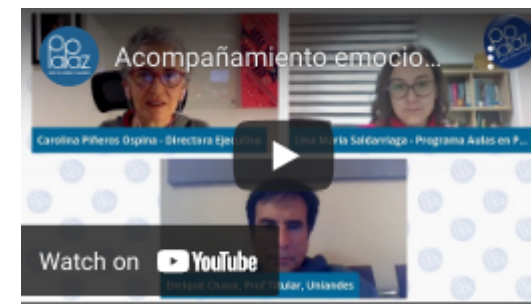 Acompañamiento emocio...
Carolina Piñeros Ospina - Directora Ejecutiva
Lina María Saldarriaga - Programa Aulas en P...
Watch on YouTube
Enrique Chaux, Prof Titular, Uniandes